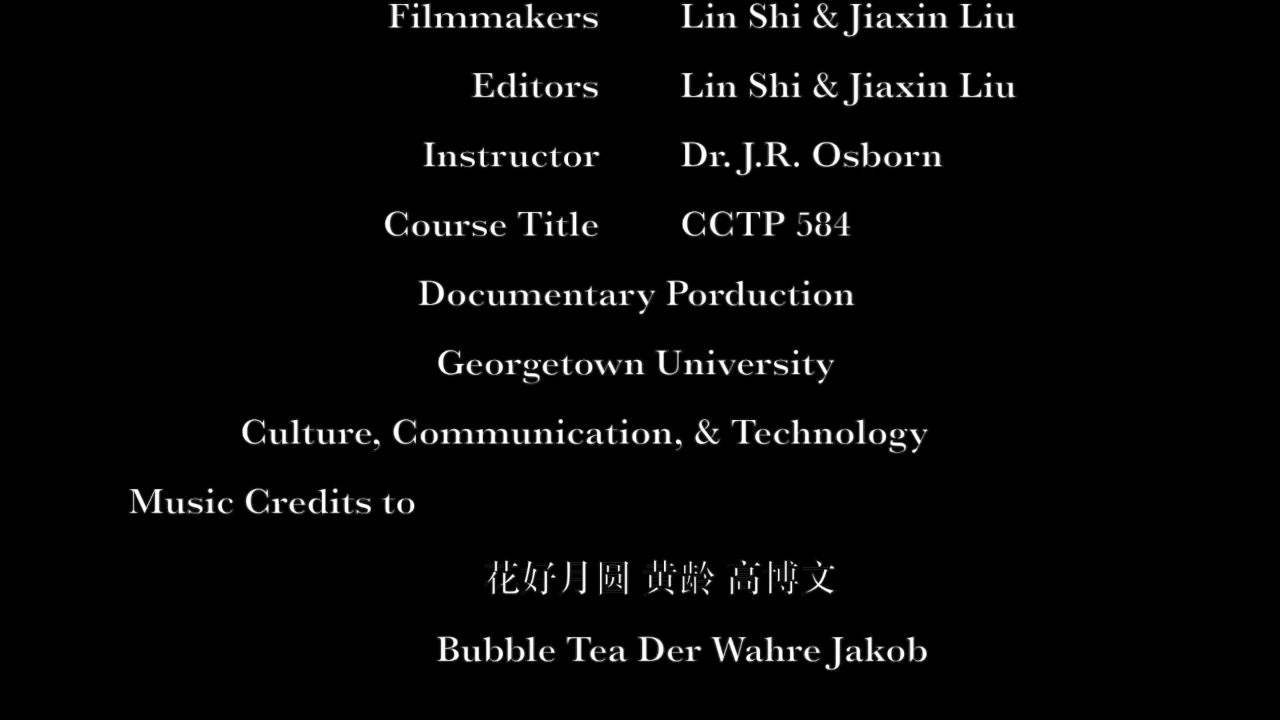 Filmmakers Lin Shi & Jiaxin Liu
Editors Lin Shi & Jiaxin Liu
Instructor Dr. J.R. Osborn
Course Title CCTP 584
Documentary Porduction
Georgetown University
Culture, Communication, & Technology
Music Credits to
花好月圆 黄龄 高博文
Bubble Tea Der Wahre Jakob